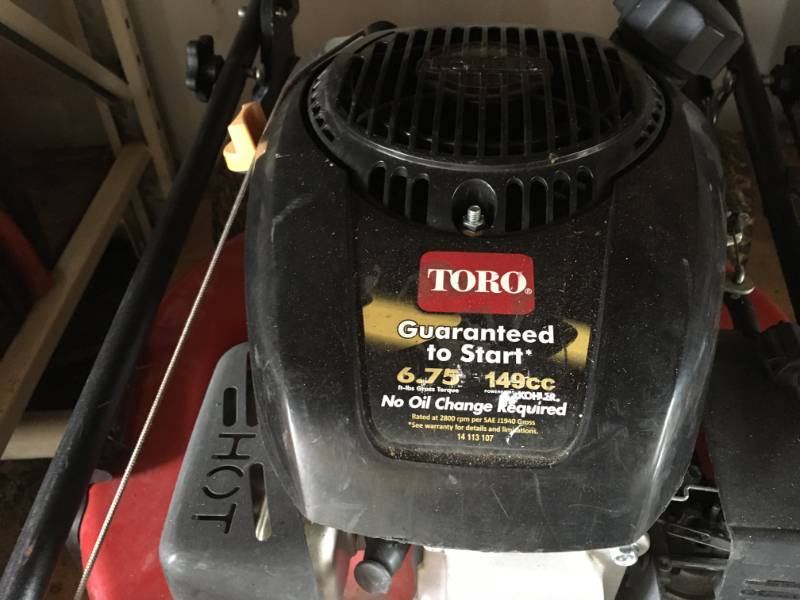 TORO®
Guaranteed
to Start*
6.75 149cc
ft-lbs Gross Torque KOHLER
No Oil Change Required
Rated at 2800 rpm per SAE J1940 Gross
*See warranty for details and limitations.
14 113 107
HOT